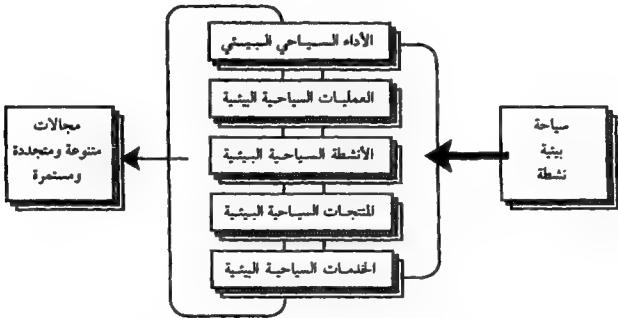 صياحة
بيئية
نشطة
الأداء السياحي البيئي
العمليات السياحية البيئية
الأنشطة السياحية البيئية
المنتجات السياحية البيئية
الخدمات السياحية البيئية
مجالات
متنوعة ومتجددة
ومستمرة